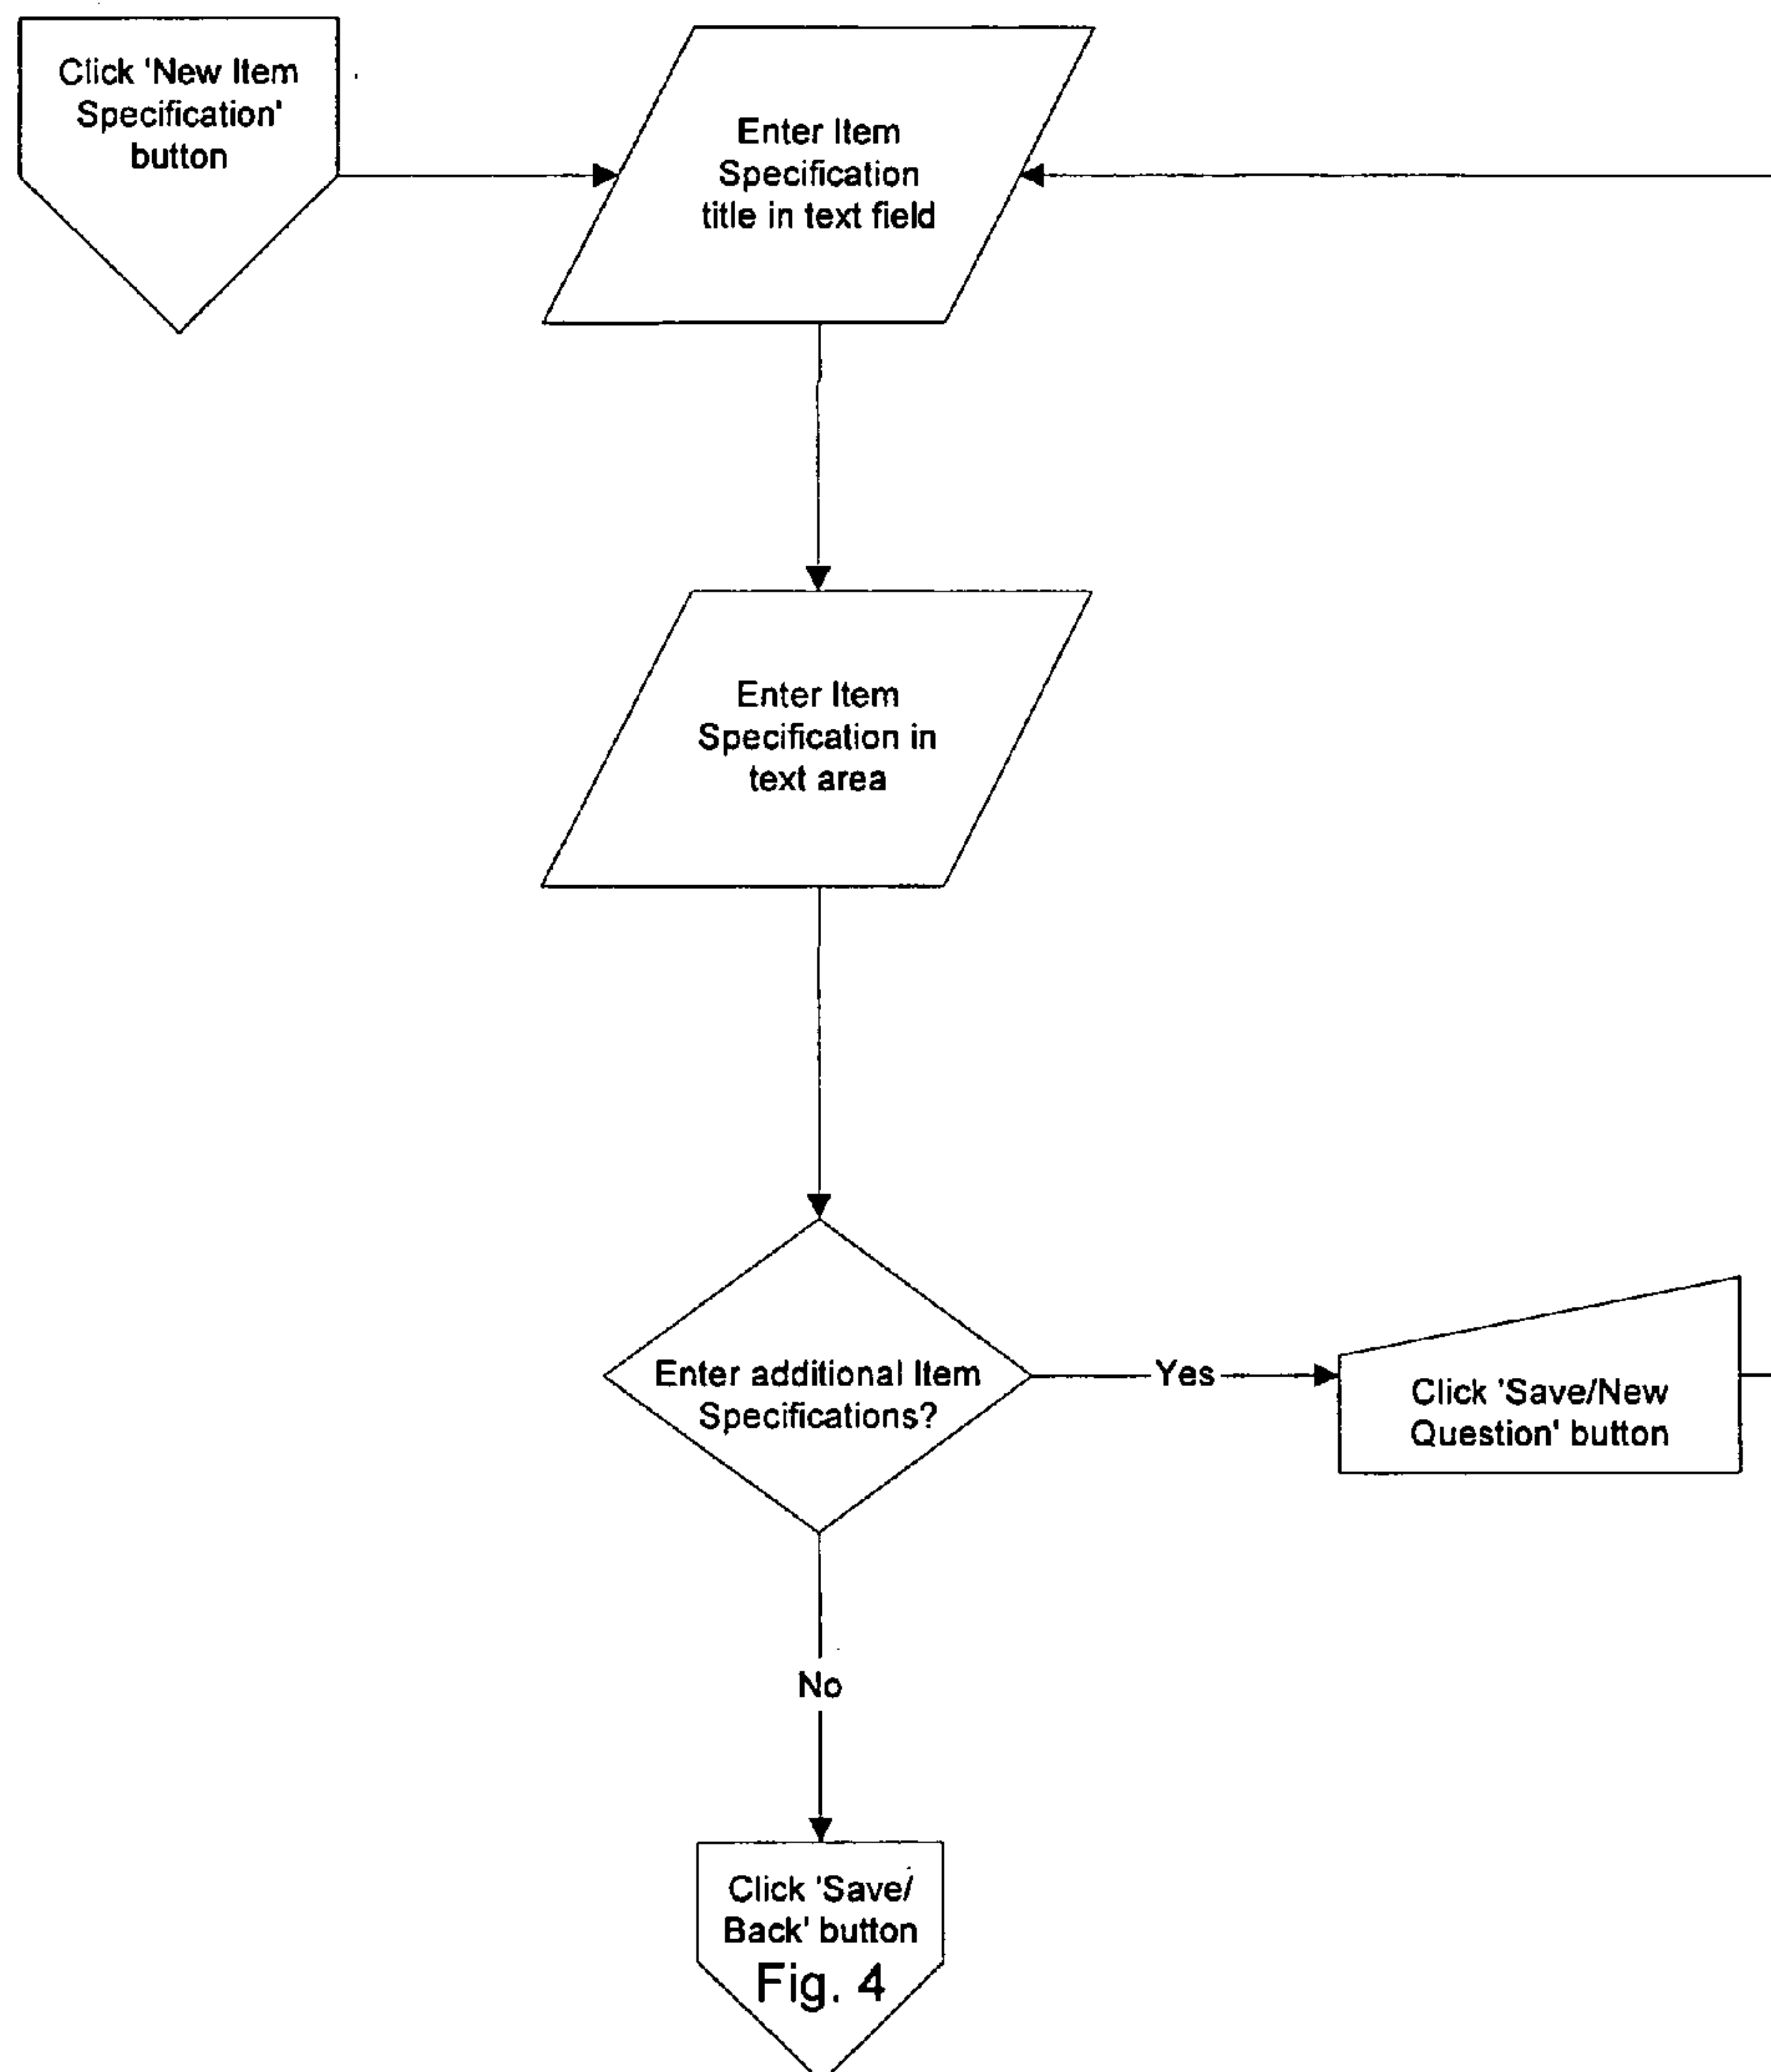 Click 'New Item
Specification'
button
Enter Item
Specification
title in text field
Enter Item
Specification in
text area
Enter additional Item
Specifications?
Yes
Click 'Save/New
Question' button
No
Click 'Save/
Back' button
Fig. 4